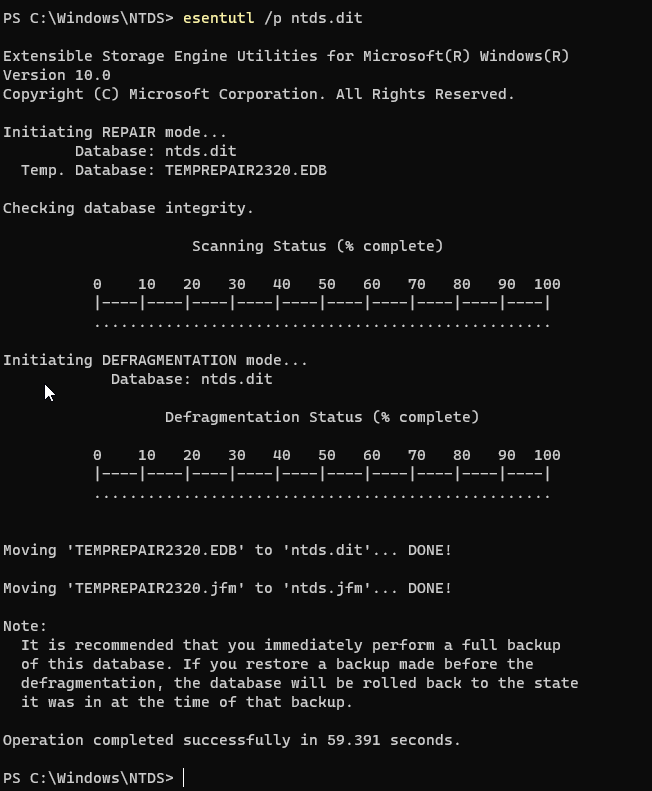 PS C:\Windows\NTDS> esentutl /p ntds.dit
Extensible Storage Engine Utilities for Microsoft(R) Windows(R)
Version 10.0
Copyright (C) Microsoft Corporation. All Rights Reserved.
Initiating REPAIR mode...
        Database: ntds.dit
  Temp. Database: TEMPREPAIR2320.EDB
Checking database integrity.
                     Scanning Status (% complete)
          0    10   20   30   40   50   60   70   80   90  100
          |----|----|----|----|----|----|----|----|----|----|
          ...................................................
Initiating DEFRAGMENTATION mode...
            Database: ntds.dit
                  Defragmentation Status (% complete)
          0    10   20   30   40   50   60   70   80   90  100
          |----|----|----|----|----|----|----|----|----|----|
          ...................................................
Moving 'TEMPREPAIR2320.EDB' to 'ntds.dit'... DONE!
Moving 'TEMPREPAIR2320.jfm' to 'ntds.jfm'... DONE!
Note:
  It is recommended that you immediately perform a full backup
  of this database. If you restore a backup made before the
  defragmentation, the database will be rolled back to the state
  it was in at the time of that backup.
Operation completed successfully in 59.391 seconds.
PS C:\Windows\NTDS>